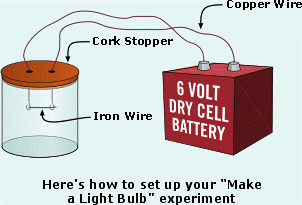 Copper Wire
Cork Stopper
6 VOLT
DRY CELL
BATTERY
Iron Wire
Here's how to set up your "Make
a Light Bulb" experiment